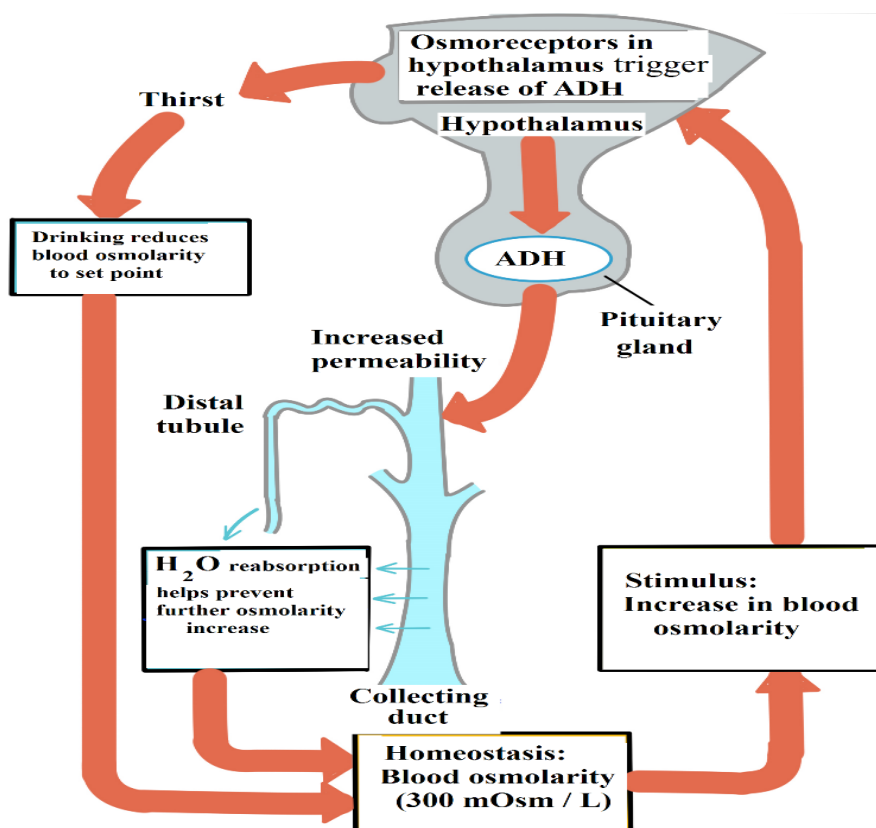 Osmoreceptors in
hypothalamus trigger
release of ADH
Hypothalamus
Thirst
Drinking reduces
blood osmolarity
to set point
ADH
Pituitary
gland
Increased
permeability
Distal
tubule
H₂O reabsorption
helps prevent
further osmolarity
increase
Stimulus:
Increase in blood
osmolarity
Collecting
duct
Homeostasis:
Blood osmolarity
(300 mOsm / L)